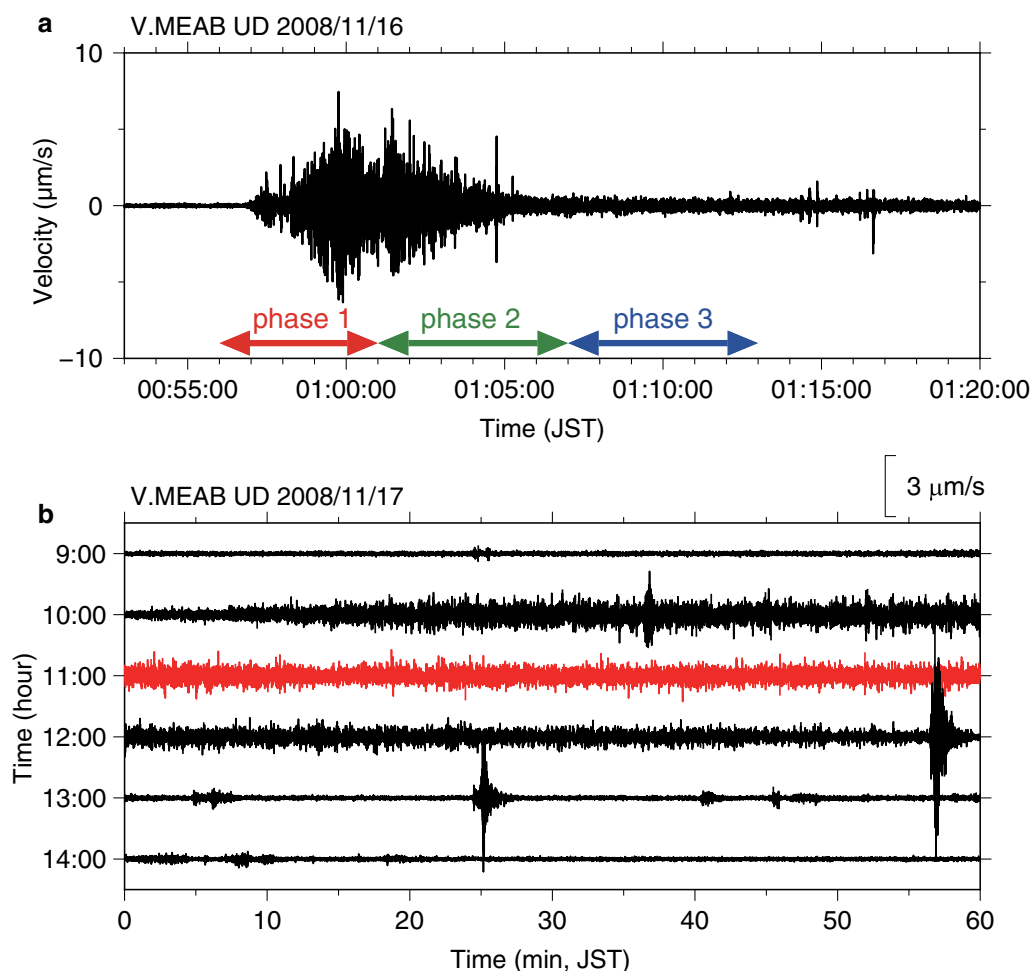 a
V.MEAB UD 2008/11/16
10
0
−10
Velocity (μm/s)
phase 1
phase 2
phase 3
00:55:00
01:00:00
01:05:00
01:10:00
01:15:00
01:20:00
Time (JST)
b
V.MEAB UD 2008/11/17
3 μm/s
9:00
10:00
11:00
12:00
13:00
14:00
Time (hour)
0
10
20
30
40
50
60
Time (min, JST)